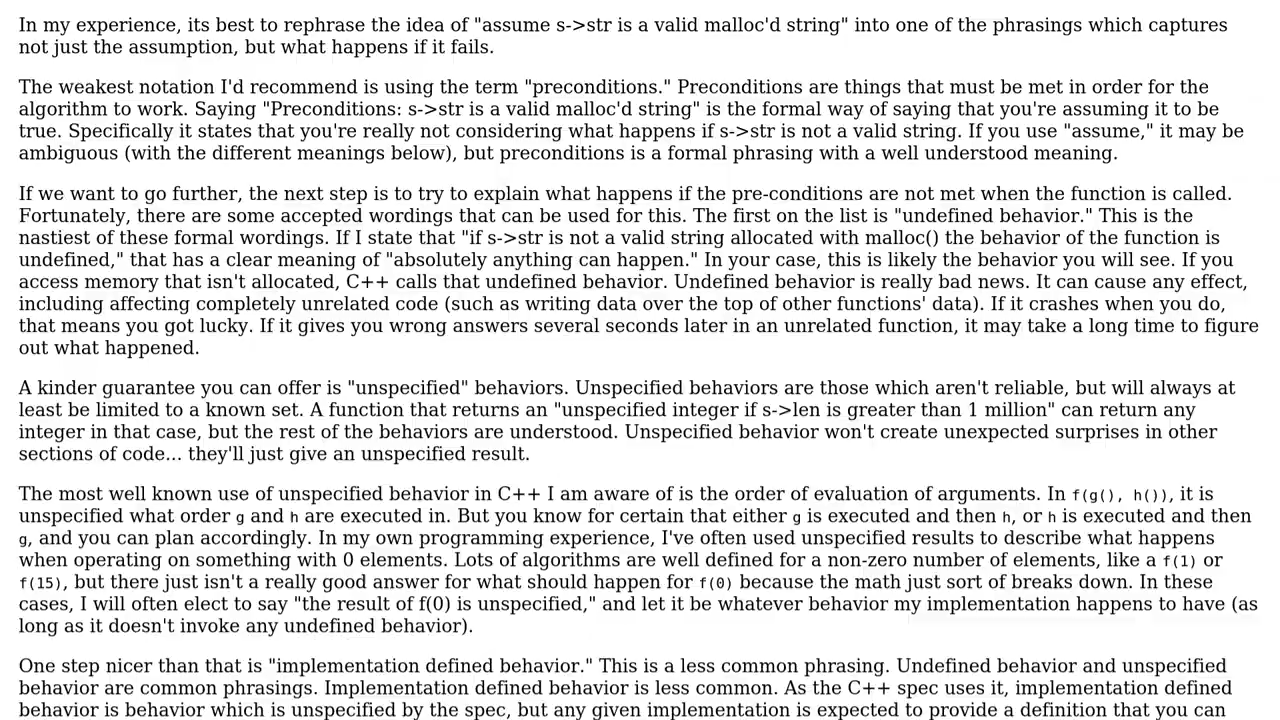 In my experience, its best to rephrase the idea of "assume s->str is a valid malloc'd string" into one of the phrasings which captures
not just the assumption, but what happens if it fails.
The weakest notation I'd recommend is using the term "preconditions." Preconditions are things that must be met in order for the
algorithm to work. Saying "Preconditions: s->str is a valid malloc'd string" is the formal way of saying that you're assuming it to be
true. Specifically it states that you're really not considering what happens if s->str is not a valid string. If you use "assume," it may be
ambiguous (with the different meanings below), but preconditions is a formal phrasing with a well understood meaning.
If we want to go further, the next step is to try to explain what happens if the pre-conditions are not met when the function is called.
Fortunately, there are some accepted wordings that can be used for this. The first on the list is "undefined behavior." This is the
nastiest of these formal wordings. If I state that "if s->str is not a valid string allocated with malloc() the behavior of the function is
undefined," that has a clear meaning of "absolutely anything can happen." In your case, this is likely the behavior you will see. If you
access memory that isn't allocated, C++ calls that undefined behavior. Undefined behavior is really bad news. It can cause any effect,
including affecting completely unrelated code (such as writing data over the top of other functions' data). If it crashes when you do,
that means you got lucky. If it gives you wrong answers several seconds later in an unrelated function, it may take a long time to figure
out what happened.
A kinder guarantee you can offer is "unspecified" behaviors. Unspecified behaviors are those which aren't reliable, but will always at
least be limited to a known set. A function that returns an "unspecified integer if s->len is greater than 1 million" can return any
integer in that case, but the rest of the behaviors are understood. Unspecified behavior won't create unexpected surprises in other
sections of code... they'll just give an unspecified result.
The most well known use of unspecified behavior in C++ I am aware of is the order of evaluation of arguments. In f(g(), h()), it is
unspecified what order g and h are executed in. But you know for certain that either g is executed and then h, or h is executed and then
g, and you can plan accordingly. In my own programming experience, I've often used unspecified results to describe what happens
when operating on something with 0 elements. Lots of algorithms are well defined for a non-zero number of elements, like a f(1) or
f(15), but there just isn't a really good answer for what should happen for f(0) because the math just sort of breaks down. In these
cases, I will often elect to say "the result of f(0) is unspecified," and let it be whatever behavior my implementation happens to have (as
long as it doesn't invoke any undefined behavior).
One step nicer than that is "implementation defined behavior." This is a less common phrasing. Undefined behavior and unspecified
behavior are common phrasings. Implementation defined behavior is less common. As the C++ spec uses it, implementation defined
behavior is behavior which is unspecified by the spec, but any given implementation is expected to provide a definition that you can